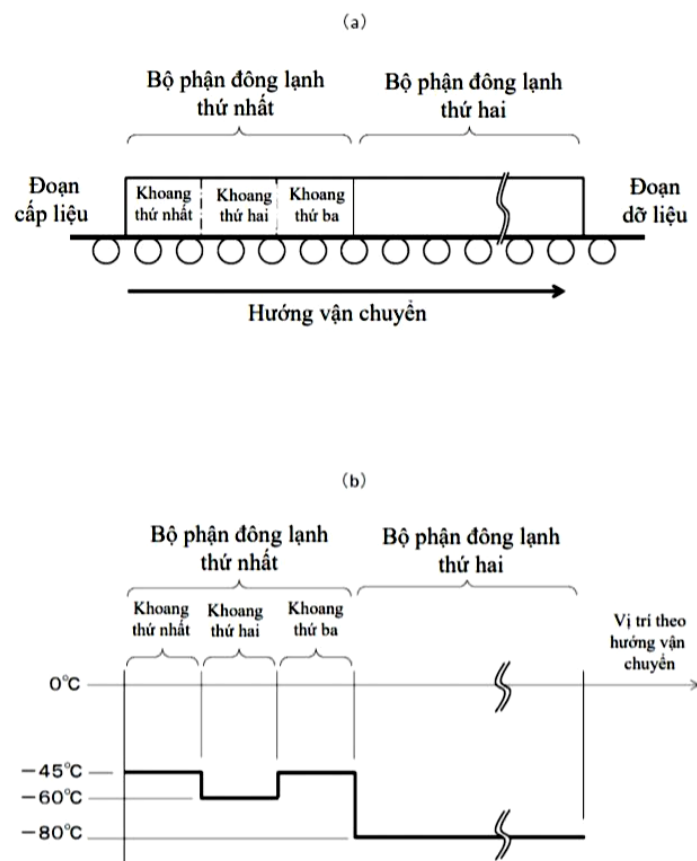 (a)
Bộ phận đông lạnh
thứ nhất
Bộ phận đông lạnh
thứ hai
Đoạn
cấp liệu
Khoang
thứ nhất
Khoang
thứ hai
Khoang
thứ ba
Đoạn
dỡ liệu
Hướng vận chuyển
(b)
Bộ phận đông lạnh
thứ nhất
Bộ phận đông lạnh
thứ hai
Khoang
thứ nhất
Khoang
thứ hai
Khoang
thứ ba
Vị trí theo
hướng vận
chuyển
0℃
−45℃
−60℃
−80℃